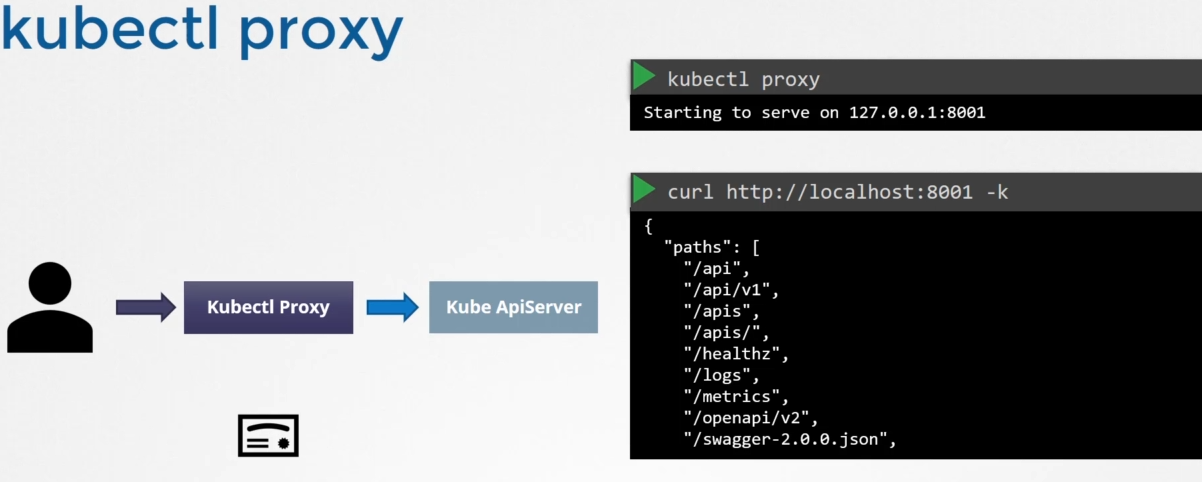 kubectl proxy
kubectl proxy
Starting to serve on 127.0.0.1:8001
curl http://localhost:8001 -k
{
  "paths": [
    "/api",
    "/api/v1",
    "/apis",
    "/apis/",
    "/healthz",
    "/logs",
    "/metrics",
    "/openapi/v2",
    "/swagger-2.0.0.json",
Kubectl Proxy
Kube ApiServer